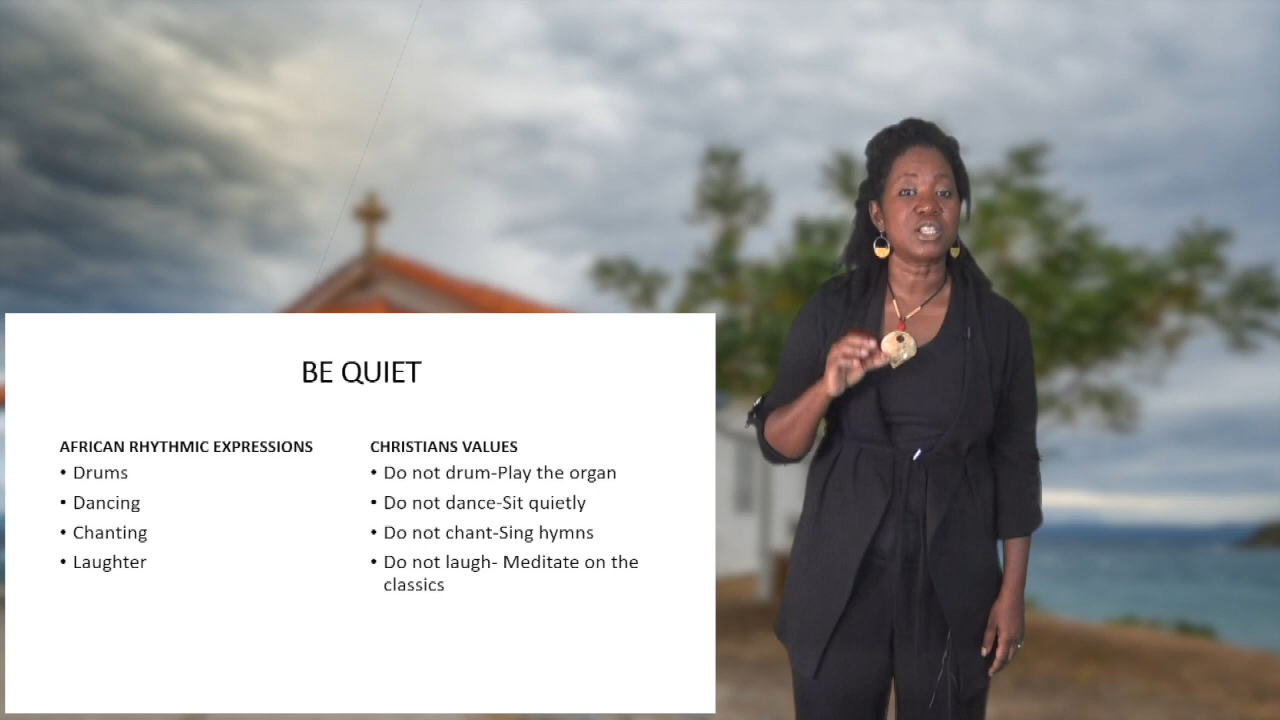 BE QUIET
AFRICAN RHYTHMIC EXPRESSIONS
• Drums
• Dancing
• Chanting
• Laughter
CHRISTIANS VALUES
• Do not drum-Play the organ
• Do not dance-Sit quietly
• Do not chant-Sing hymns
• Do not laugh- Meditate on the
classics